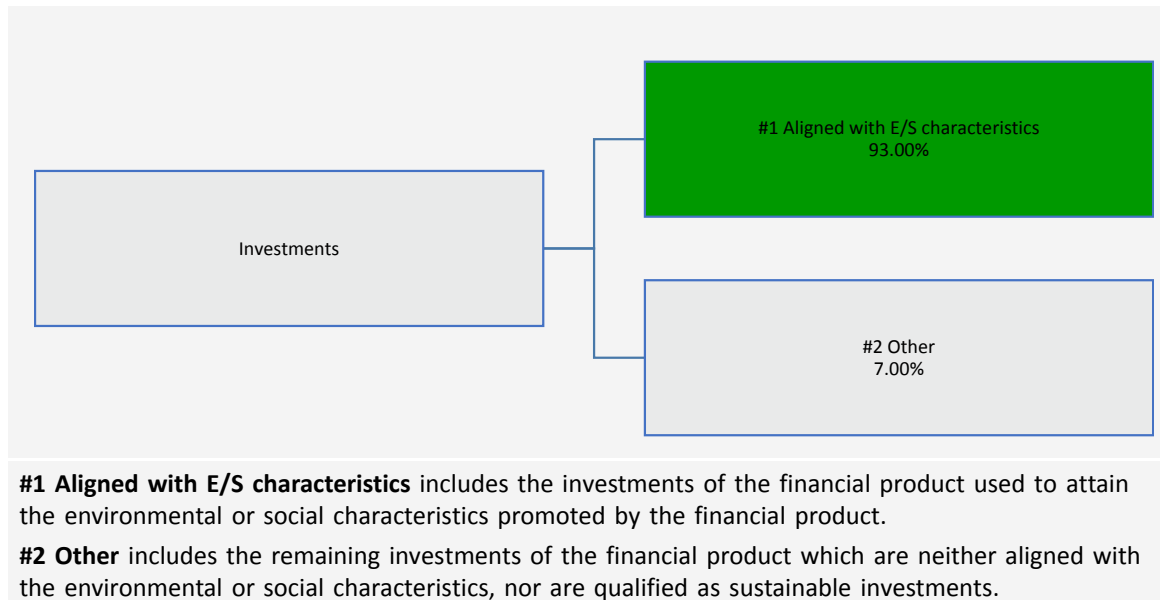 #1 Aligned with E/S characteristics
93.00%
Investments
#2 Other
7.00%
#1 Aligned with E/S characteristics includes the investments of the financial product used to attain
the environmental or social characteristics promoted by the financial product.
#2 Other includes the remaining investments of the financial product which are neither aligned with
the environmental or social characteristics, nor are qualified as sustainable investments.